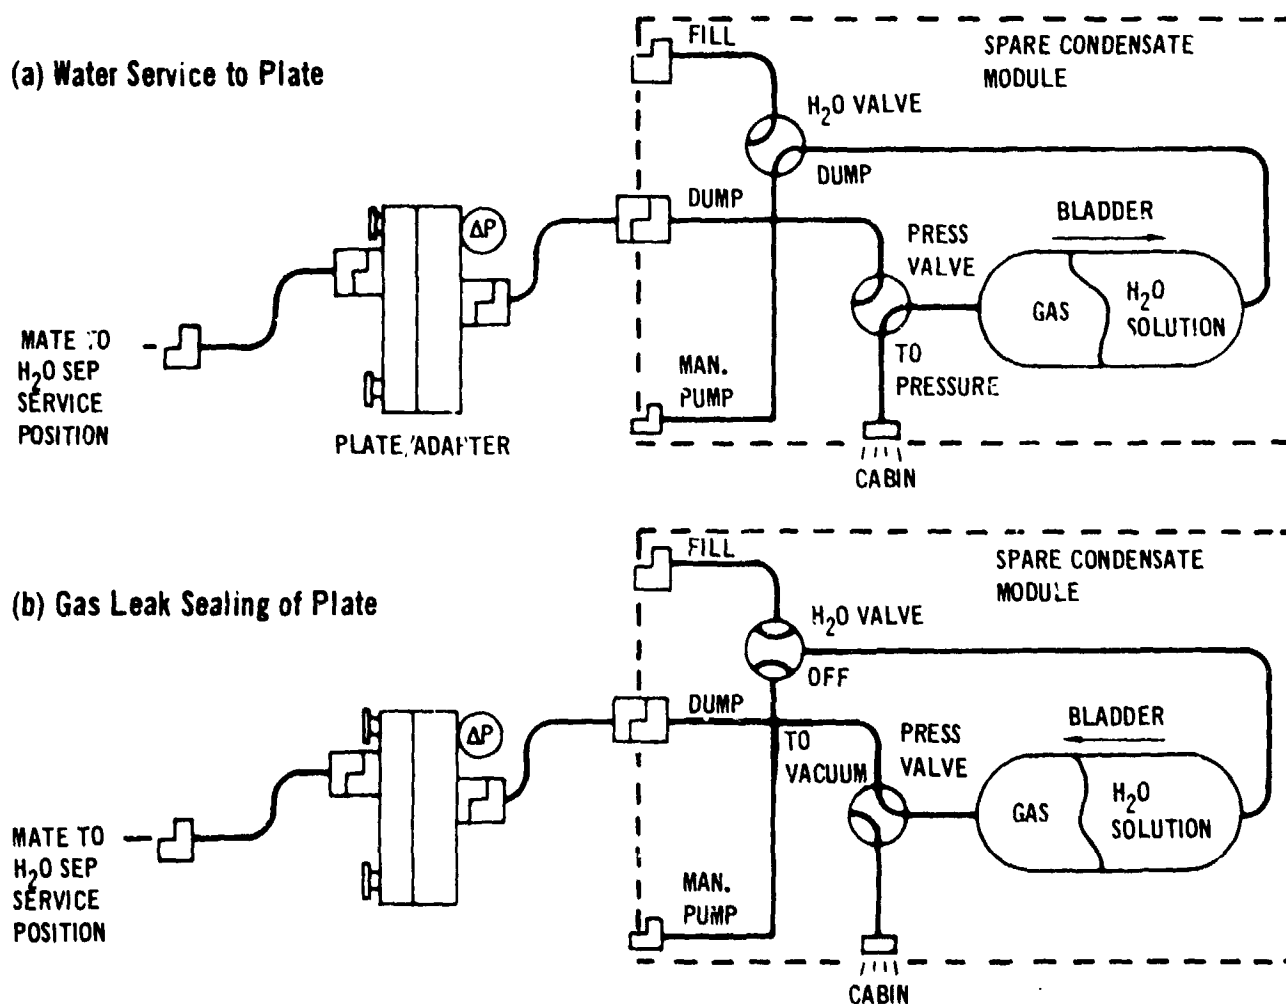 (a) Water Service to Plate
FILL
SPARE CONDENSATE
MODULE
H₂O VALVE
DUMP
DUMP
BLADDER
PRESS
VALVE
ΔP
GAS
H₂O
SOLUTION
MATE TO
H₂O SEP
SERVICE
POSITION
TO
PRESSURE
MAN.
PUMP
PLATE/ADAPTER
CABIN
(b) Gas Leak Sealing of Plate
FILL
SPARE CONDENSATE
MODULE
H₂O VALVE
OFF
DUMP
BLADDER
TO
VACUUM
PRESS
VALVE
ΔP
GAS
H₂O
SOLUTION
MATE TO
H₂O SEP
SERVICE
POSITION
MAN.
PUMP
CABIN